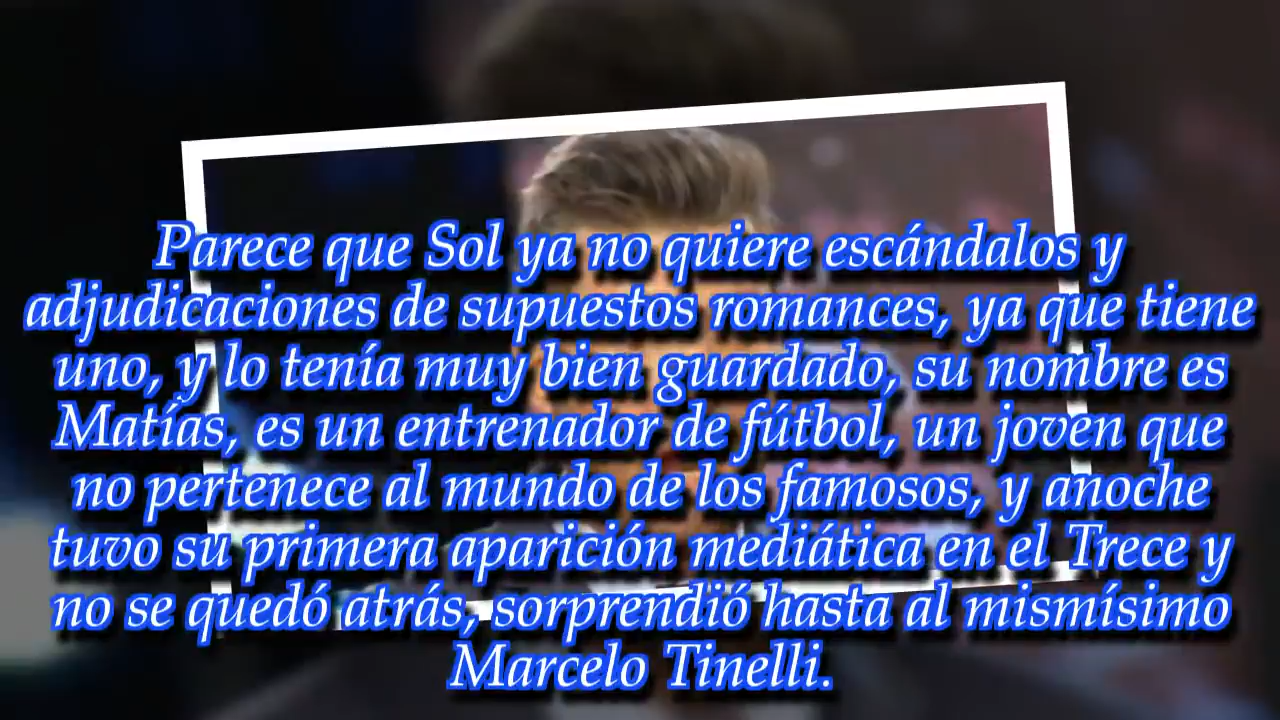 Parece que Sol ya no quiere escándalos y
adjudicaciones de supuestos romances, ya que tiene
uno, y lo tenía muy bien guardado, su nombre es
Matías, es un entrenador de fútbol, un joven que
no pertenece al mundo de los famosos, y anoche
tuvo su primera aparición mediática en el Trece y
no se quedó atrás, sorprendió hasta al mismísimo
Marcelo Tinelli.